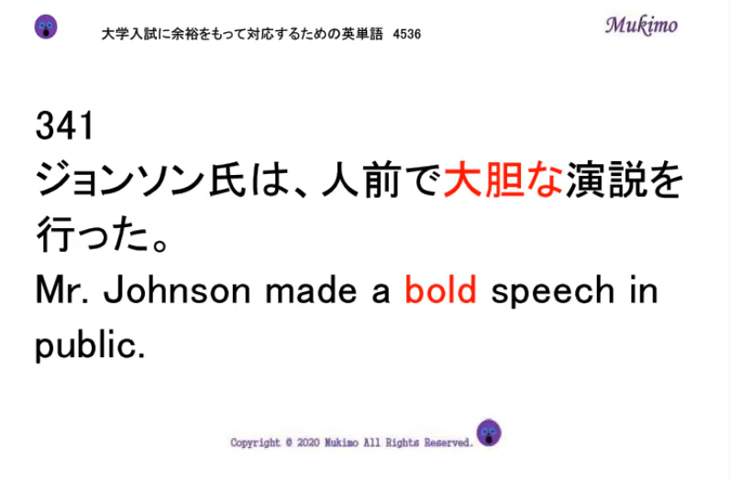 大学入試に余裕をもって対応するための英単語 4536
Mukimo
341
ジョンソン氏は、人前で大胆な演説を
行った。
Mr. Johnson made a bold speech in
public.
Copyright © 2020 Mukimo All Rights Reserved.